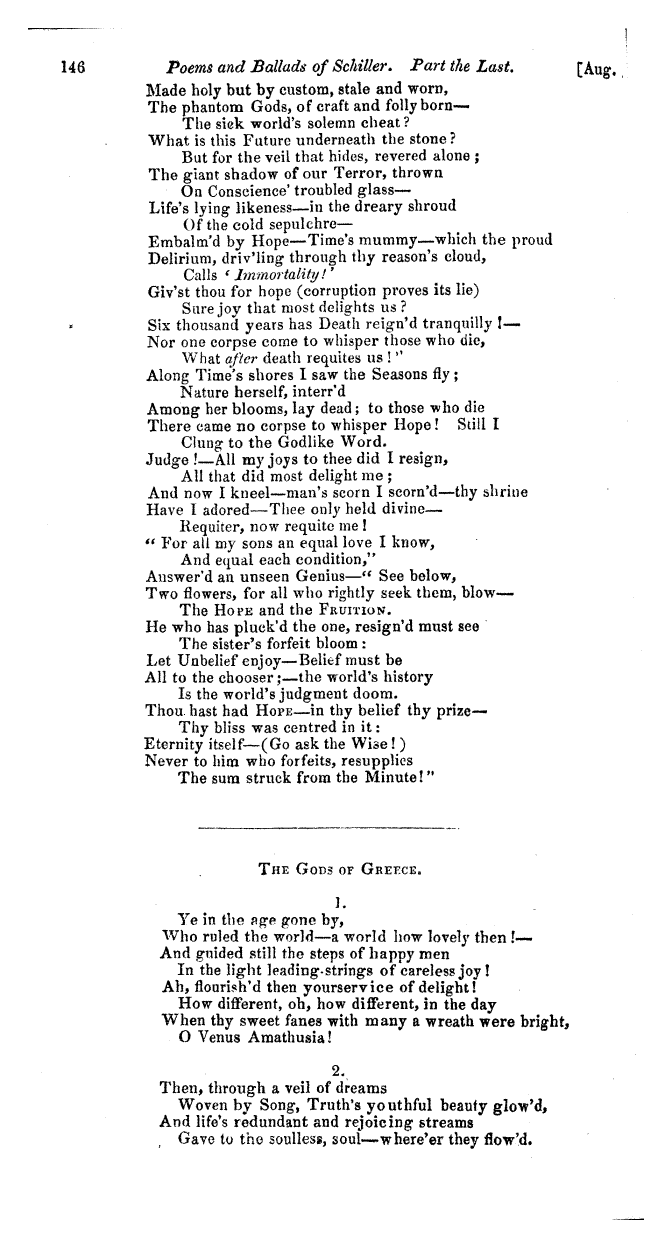 146 Poems and Ballads of Schiller. Part the Last. [Aug.
Made holy but by custom, stale and worn,
The phantom Gods, of craft and folly born—
The sick world's solemn cheat?
What is this Future underneath the stone?
But for the veil that hides, revered alone;
The giant shadow of our Terror, thrown
On Conscience' troubled glass—
Life's lying likeness—in the dreary shroud
Of the cold sepulchre—
Embalm'd by Hope—Time's mummy—which the proud
Delirium, driv'ling through thy reason's cloud,
Calls ‘Immortality!’
Giv'st thou for hope (corruption proves its lie)
Sure joy that most delights us?
Six thousand years has Death reign'd tranquilly!—
Nor one corpse come to whisper those who die,
What after death requites us!”
Along Time's shores I saw the Seasons fly;
Nature herself, interr'd
Among her blooms, lay dead; to those who die
There came no corpse to whisper Hope! Still I
Clung to the Godlike Word.
Judge!—All my joys to thee did I resign,
All that did most delight me;
And now I kneel—man's scorn I scorn'd—thy shrine
Have I adored—Thee only held divine—
Requiter, now requite me!
“For all my sons an equal love I know,
And equal each condition,”
Answer'd an unseen Genius—“See below,
Two flowers, for all who rightly seek them, blow—
The HOPE and the FRUITION.
He who has pluck'd the one, resign'd must see
The sister's forfeit bloom:
Let Unbelief enjoy—Belief must be
All to the chooser;—the world's history
Is the world's judgment doom.
Thou hast had HOPE—in thy belief thy prize—
Thy bliss was centred in it:
Eternity itself—(Go ask the Wise!)
Never to him who forfeits, resupplies
The sum struck from the Minute!”
THE GODS OF GREECE.
1.
Ye in the age gone by,
Who ruled the world—a world how lovely then!—
And guided still the steps of happy men
In the light leading-strings of careless joy!
Ah, flourish'd then yourservice of delight!
How different, oh, how different, in the day
When thy sweet fanes with many a wreath were bright,
O Venus Amathusia!
2.
Then, through a veil of dreams
Woven by Song, Truth's youthful beauty glow'd,
And life's redundant and rejoicing streams
Gave to the soulless, soul—where'er they flow'd.